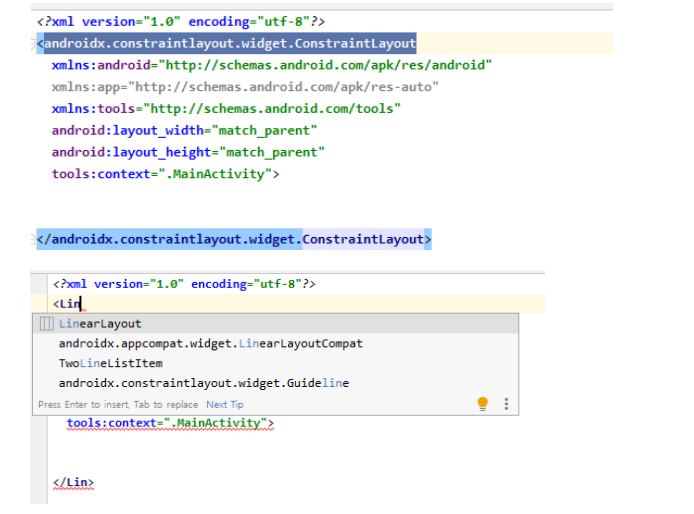 <?xml version="1.0" encoding="utf-8"?>
<androidx.constraintlayout.widget.ConstraintLayout
xmlns:android="http://schemas.android.com/apk/res/android"
xmlns:app="http://schemas.android.com/apk/res-auto"
xmlns:tools="http://schemas.android.com/tools"
android:layout_width="match_parent"
android:layout_height="match_parent"
tools:context=".MainActivity">
</androidx.constraintlayout.widget.ConstraintLayout>
<?xml version="1.0" encoding="utf-8"?>
<Lin
LinearLayout
androidx.appcompat.widget.LinearLayoutCompat
TwoLineListItem
androidx.constraintlayout.widget.Guideline
Press Enter to insert, Tab to replace Next Tip
tools:context=".MainActivity">
</Lin>